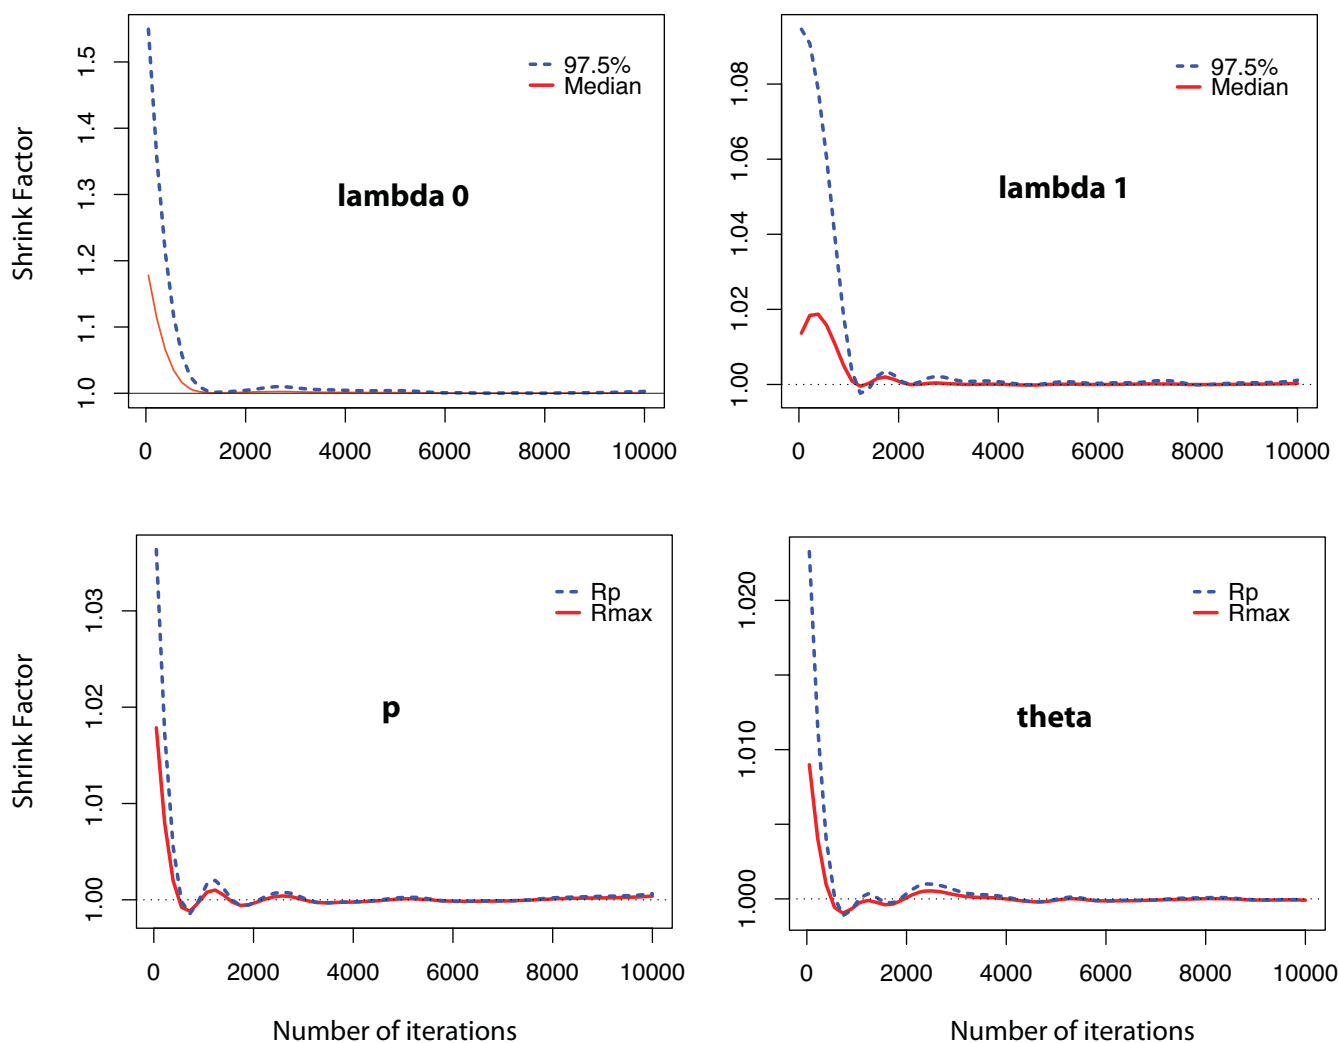 Shrink Factor
1.0 1.1 1.2 1.3 1.4 1.5
97.5%
Median
lambda 0
0 2000 4000 6000 8000 10000
1.00 1.02 1.04 1.06 1.08
97.5%
Median
lambda 1
0 2000 4000 6000 8000 10000
Shrink Factor
1.00 1.01 1.02 1.03
Rp
Rmax
p
0 2000 4000 6000 8000 10000
Number of iterations
1.000 1.010 1.020
Rp
Rmax
theta
0 2000 4000 6000 8000 10000
Number of iterations